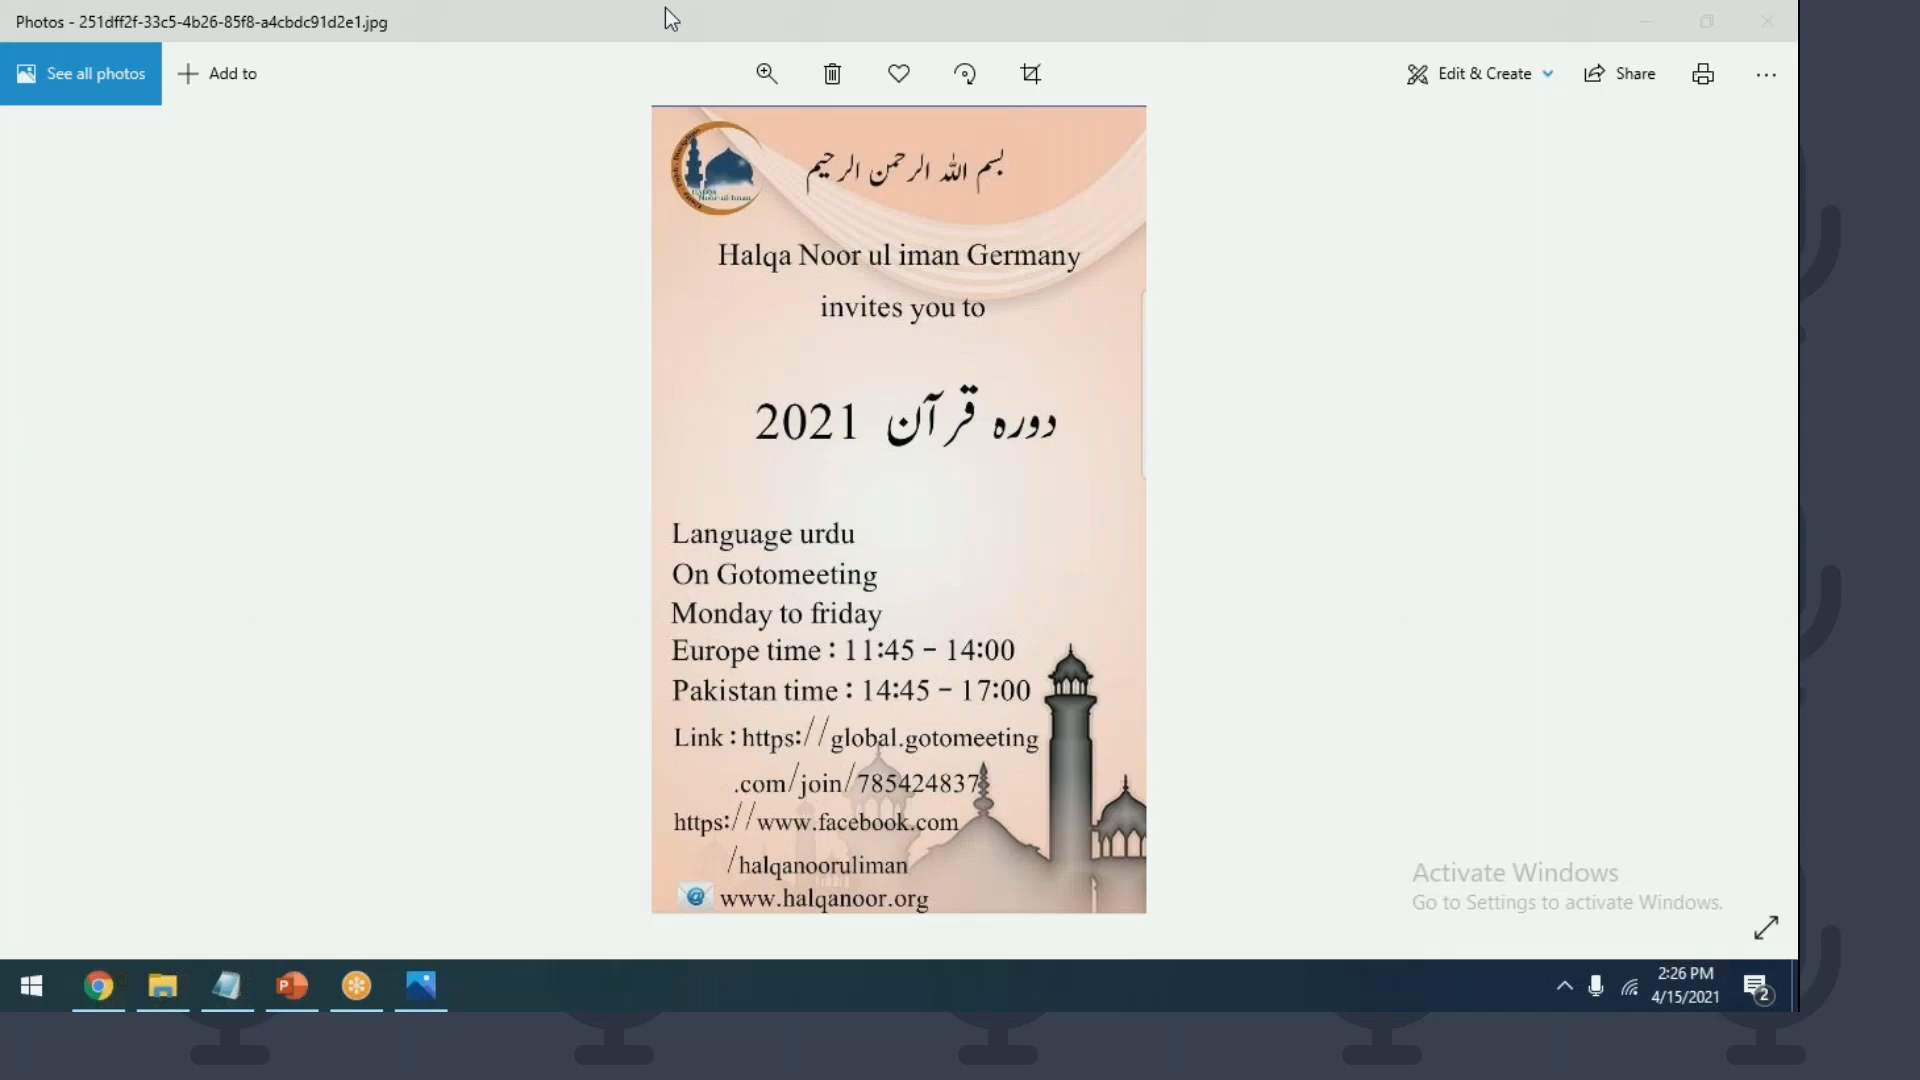 Photos - 251dff2f-33c5-4b26-85f8-a4cbdc91d2e1.jpg
See all photos
Add to
Edit & Create
Share
بسم اللہ الرحمن الرحیم
Halqa Noor ul iman Germany
invites you to
دورہ قرآن 2021
Language urdu
On Gotomeeting
Monday to friday
Europe time : 11:45 - 14:00
Pakistan time : 14:45 - 17:00
Link : https://global.gotomeeting
.com/join/785424837
https://www.facebook.com
/halqanooruliman
www.halqanoor.org
Activate Windows
Go to Settings to activate Windows.
2:26 PM
4/15/2021
2